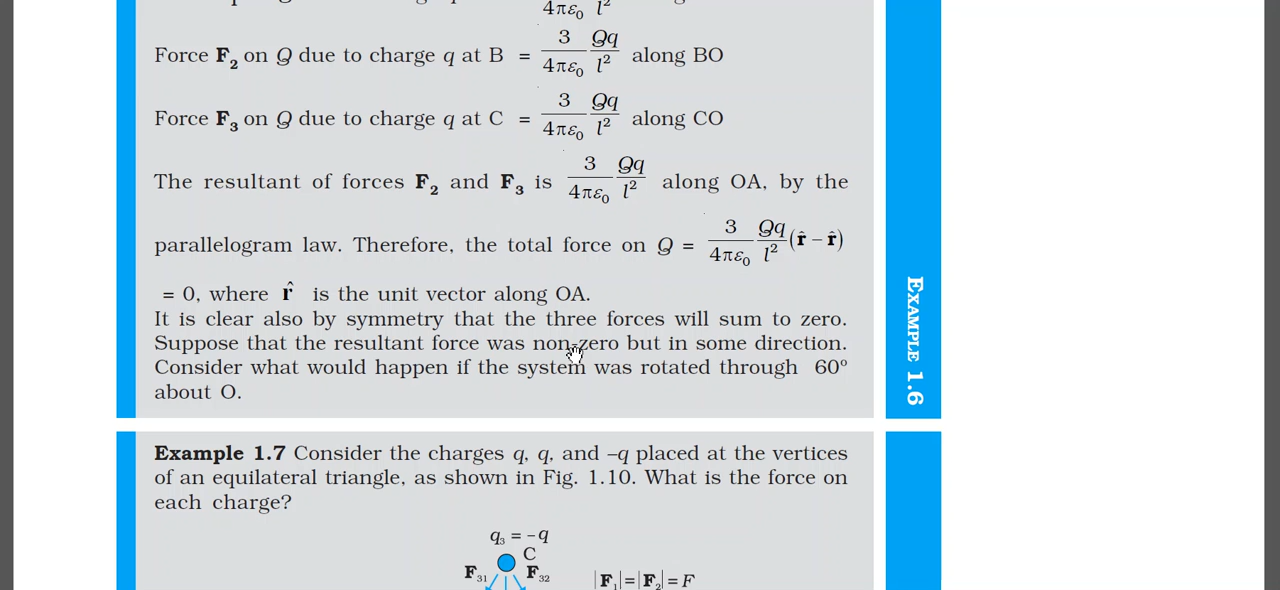 4πε₀ l²
Force F₂ on Q due to charge q at B = 3/4πε₀ Qq/l² along BO
Force F₃ on Q due to charge q at C = 3/4πε₀ Qq/l² along CO
The resultant of forces F₂ and F₃ is 3/4πε₀ Qq/l² along OA, by the
parallelogram law. Therefore, the total force on Q = 3/4πε₀ Qq/l² (r̂ – r̂)
= 0, where r̂ is the unit vector along OA.
It is clear also by symmetry that the three forces will sum to zero.
Suppose that the resultant force was non-zero but in some direction.
Consider what would happen if the system was rotated through 60º
about O.
EXAMPLE 1.6
Example 1.7 Consider the charges q, q, and –q placed at the vertices
of an equilateral triangle, as shown in Fig. 1.10. What is the force on
each charge?
q₃ = –q
C
F₃₁ F₃₂ |F₁|=|F₂|=F